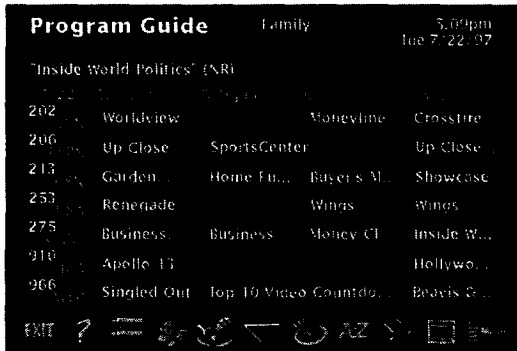 Program Guide Family 5:09pm
Tue 7/22/97
"Inside World Politics" (NR)
202 Worldview Moneyline Crossfire
206 Up Close SportsCenter Up Close...
213 Garden... Home Fu... Buyer's M... Showcase
253 Renegade Wings Wings
275 Business... Business Money Cl... Inside W...
910 Apollo 13 Hollywo...
966 Singled Out Top 10 Video Countdo... Beavis & ...
EXIT ? AZ